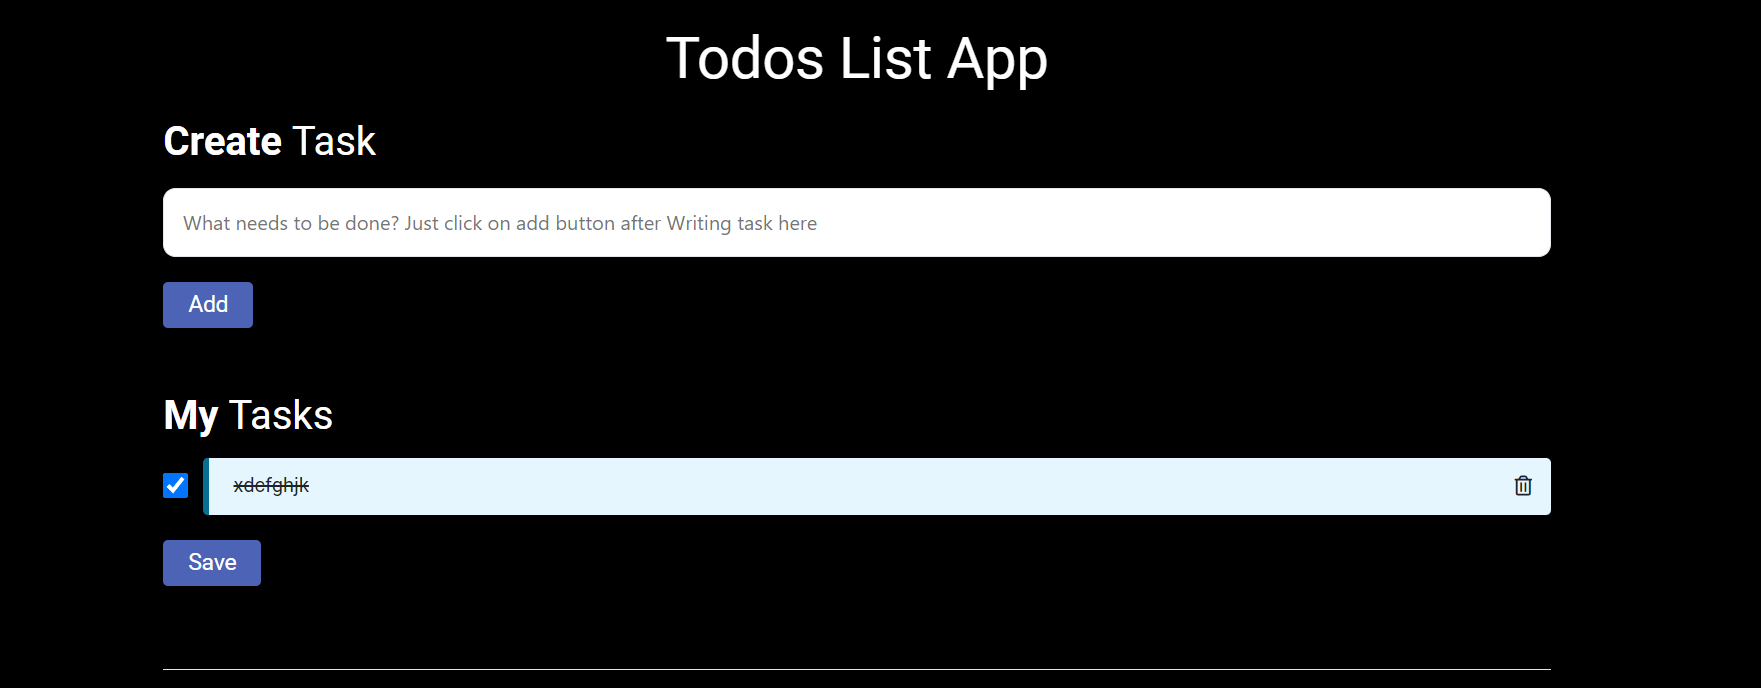 Todos List App
Create Task
What needs to be done? Just click on add button after Writing task here
Add
My Tasks
xdefghjk
Save